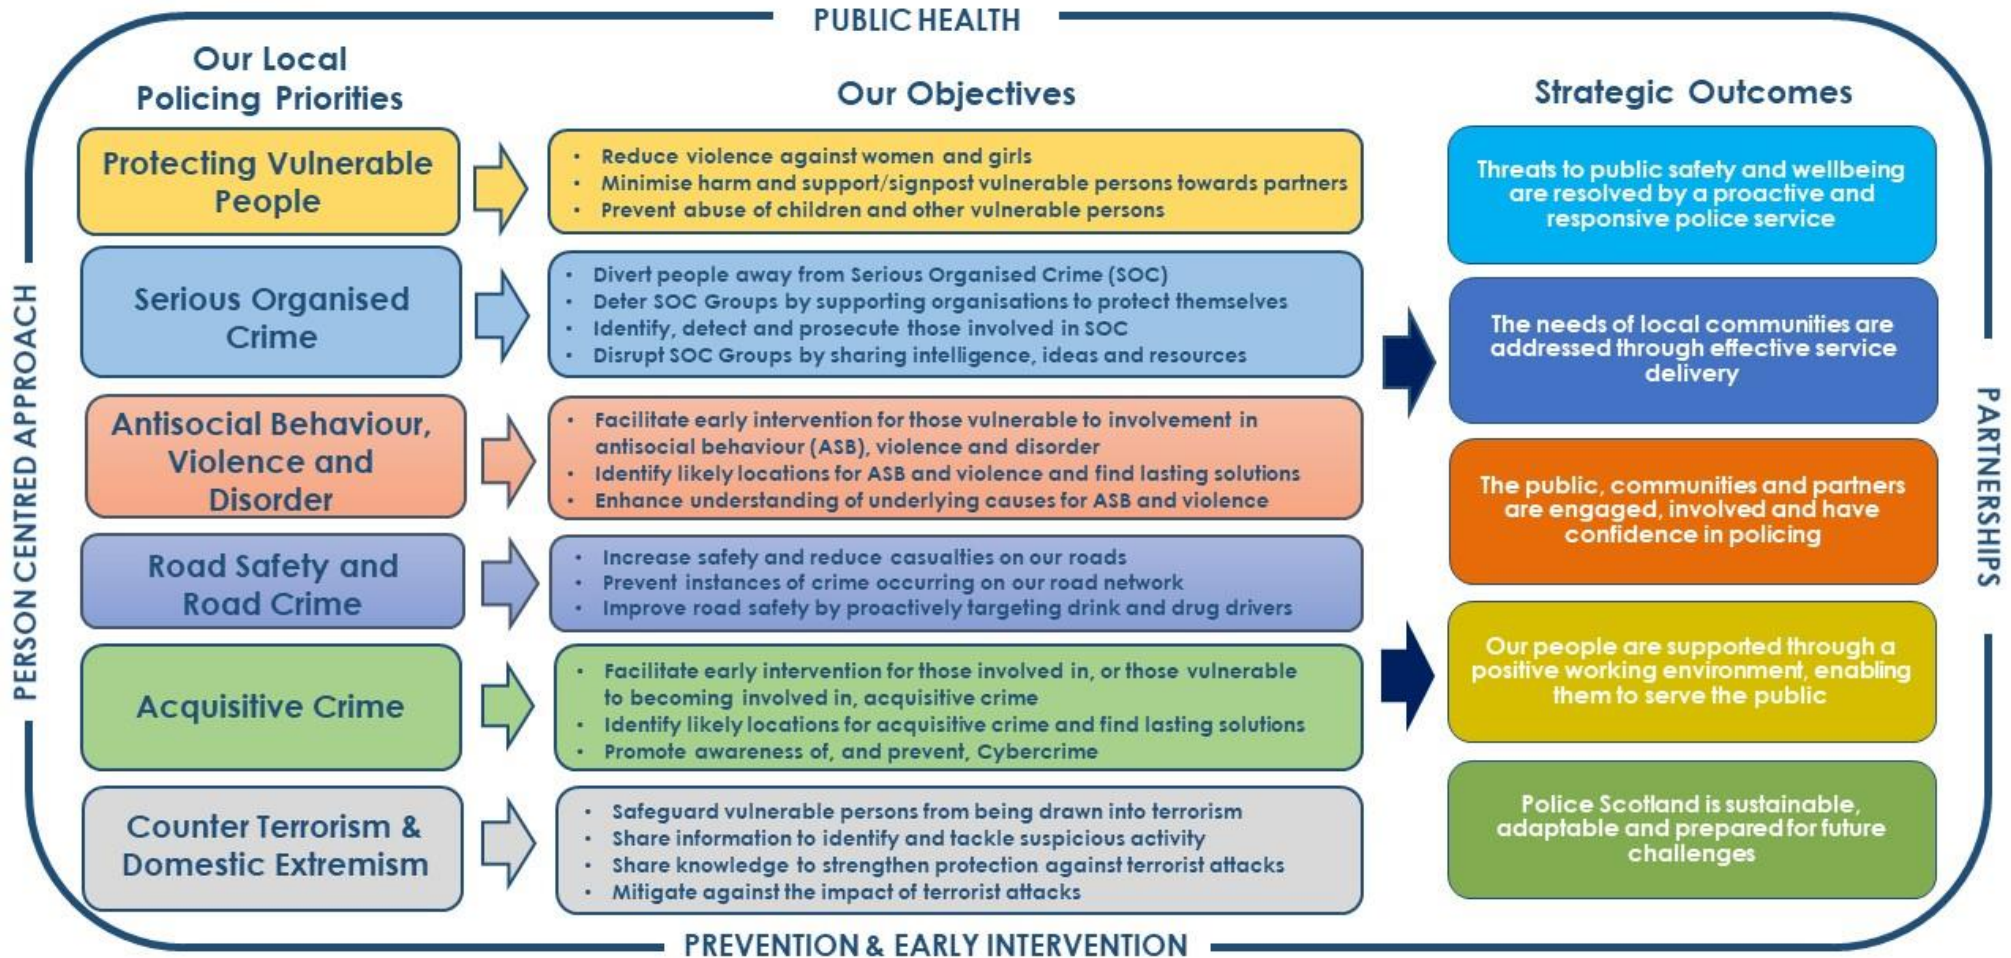 PUBLIC HEALTH
Our Local
Policing Priorities
Our Objectives
Strategic Outcomes
PERSON CENTRED APPROACH
Protecting Vulnerable
People
• Reduce violence against women and girls
• Minimise harm and support/signpost vulnerable persons towards partners
• Prevent abuse of children and other vulnerable persons
Serious Organised
Crime
• Divert people away from Serious Organised Crime (SOC)
• Deter SOC Groups by supporting organisations to protect themselves
• Identify, detect and prosecute those involved in SOC
• Disrupt SOC Groups by sharing intelligence, ideas and resources
Antisocial Behaviour,
Violence and
Disorder
• Facilitate early intervention for those vulnerable to involvement in
antisocial behaviour (ASB), violence and disorder
• Identify likely locations for ASB and violence and find lasting solutions
• Enhance understanding of underlying causes for ASB and violence
Road Safety and
Road Crime
• Increase safety and reduce casualties on our roads
• Prevent instances of crime occurring on our road network
• Improve road safety by proactively targeting drink and drug drivers
Acquisitive Crime
• Facilitate early intervention for those involved in, or those vulnerable
to becoming involved in, acquisitive crime
• Identify likely locations for acquisitive crime and find lasting solutions
• Promote awareness of, and prevent, Cybercrime
Counter Terrorism &
Domestic Extremism
• Safeguard vulnerable persons from being drawn into terrorism
• Share information to identify and tackle suspicious activity
• Share knowledge to strengthen protection against terrorist attacks
• Mitigate against the impact of terrorist attacks
Threats to public safety and wellbeing
are resolved by a proactive and
responsive police service
The needs of local communities are
addressed through effective service
delivery
The public, communities and partners
are engaged, involved and have
confidence in policing
Our people are supported through a
positive working environment, enabling
them to serve the public
Police Scotland is sustainable,
adaptable and prepared for future
challenges
PARTNERSHIPS
PREVENTION & EARLY INTERVENTION